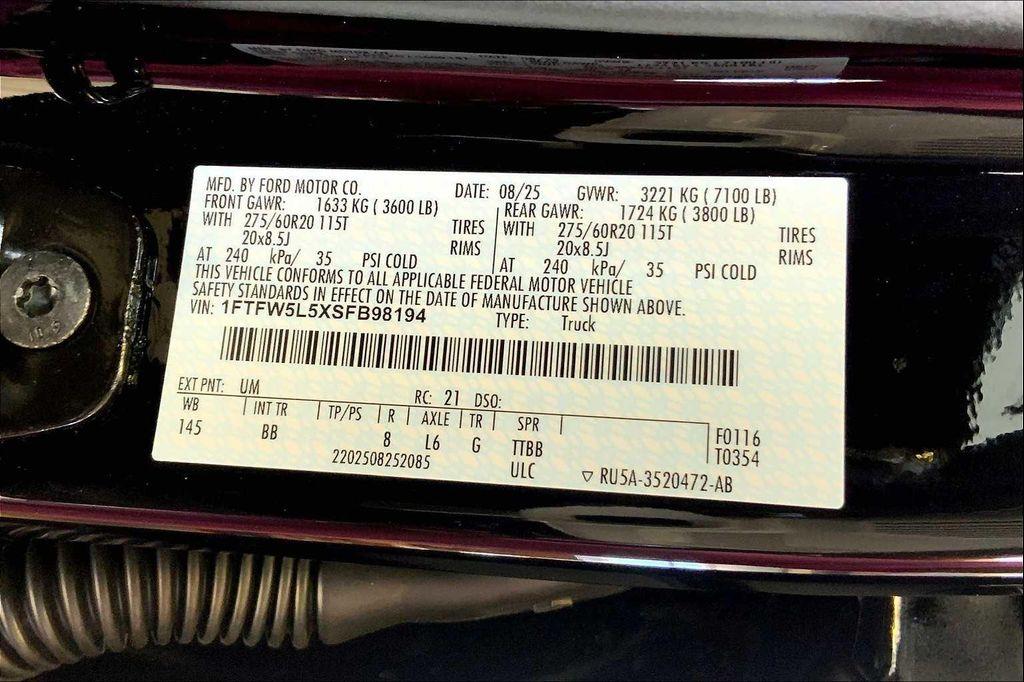 MFD. BY FORD MOTOR CO. DATE: 08/25 GVWR: 3221 KG ( 7100 LB)
FRONT GAWR: 1633 KG ( 3600 LB) REAR GAWR: 1724 KG ( 3800 LB)
WITH 275/60R20 115T TIRES WITH 275/60R20 115T TIRES
20x8.5J RIMS 20x8.5J RIMS
AT 240 kPa/ 35 PSI COLD AT 240 kPa/ 35 PSI COLD
THIS VEHICLE CONFORMS TO ALL APPLICABLE FEDERAL MOTOR VEHICLE
SAFETY STANDARDS IN EFFECT ON THE DATE OF MANUFACTURE SHOWN ABOVE.
VIN: 1FTFW5L5XSFB98194 TYPE: Truck
EXT PNT: UM RC: 21 DSO:
WB INT TR TP/PS R AXLE TR SPR
145 BB 8 L6 G TTBB F0116
2202508252085 ULC T0354
▽ RU5A-3520472-AB
10.9